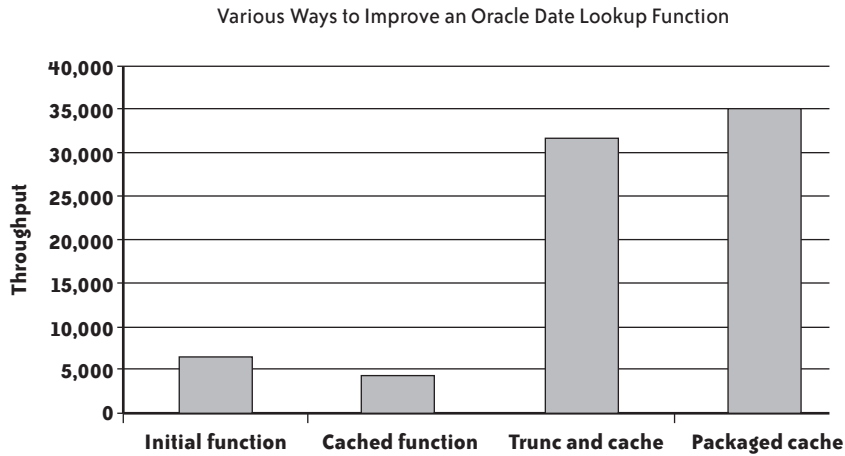 Various Ways to Improve an Oracle Date Lookup Function
40,000
35,000
30,000
25,000
20,000
15,000
10,000
5,000
0
Throughput
Initial function
Cached function
Trunc and cache
Packaged cache